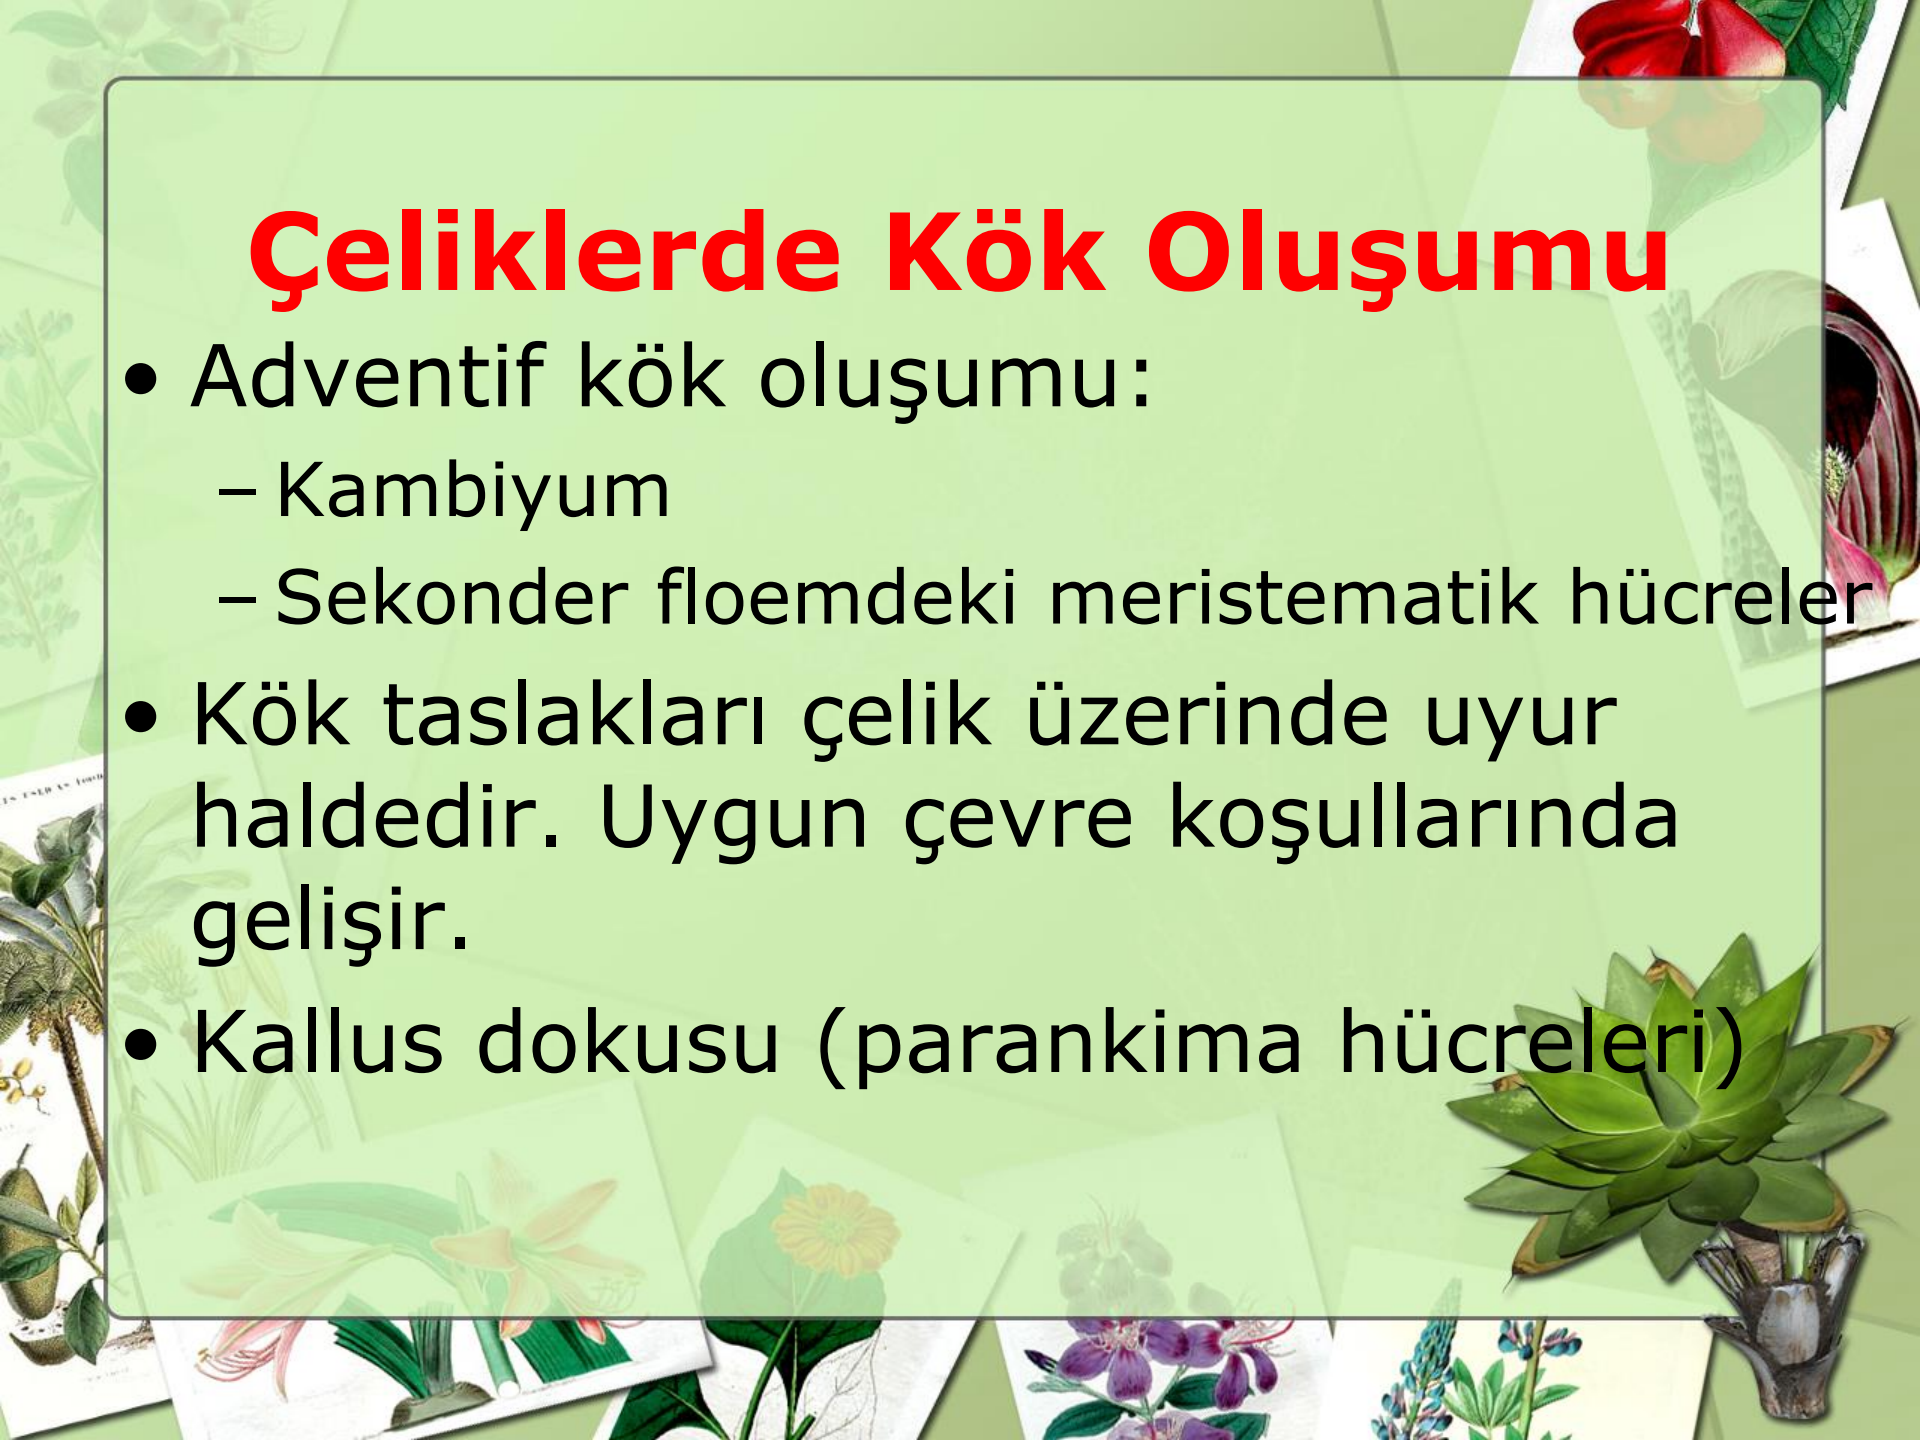 Çeliklerde Kök Oluşumu
• Adventif kök oluşumu:
– Kambiyum
– Sekonder floemdeki meristematik hücreler
• Kök taslakları çelik üzerinde uyur
haldedir. Uygun çevre koşullarında
gelişir.
• Kallus dokusu (parankima hücreleri)